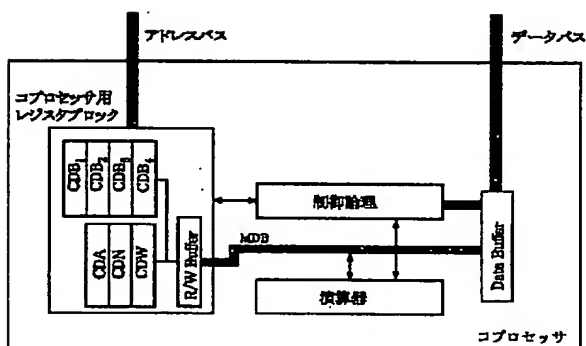 アドレスバス
データバス
コプロセッサ用
レジスタブロック
CDB1
CDB2
CDB3
CDB4
制御論理
MDB
CDA
CDN
CDW
R/W Buffer
Data Buffer
演算器
コプロセッサ